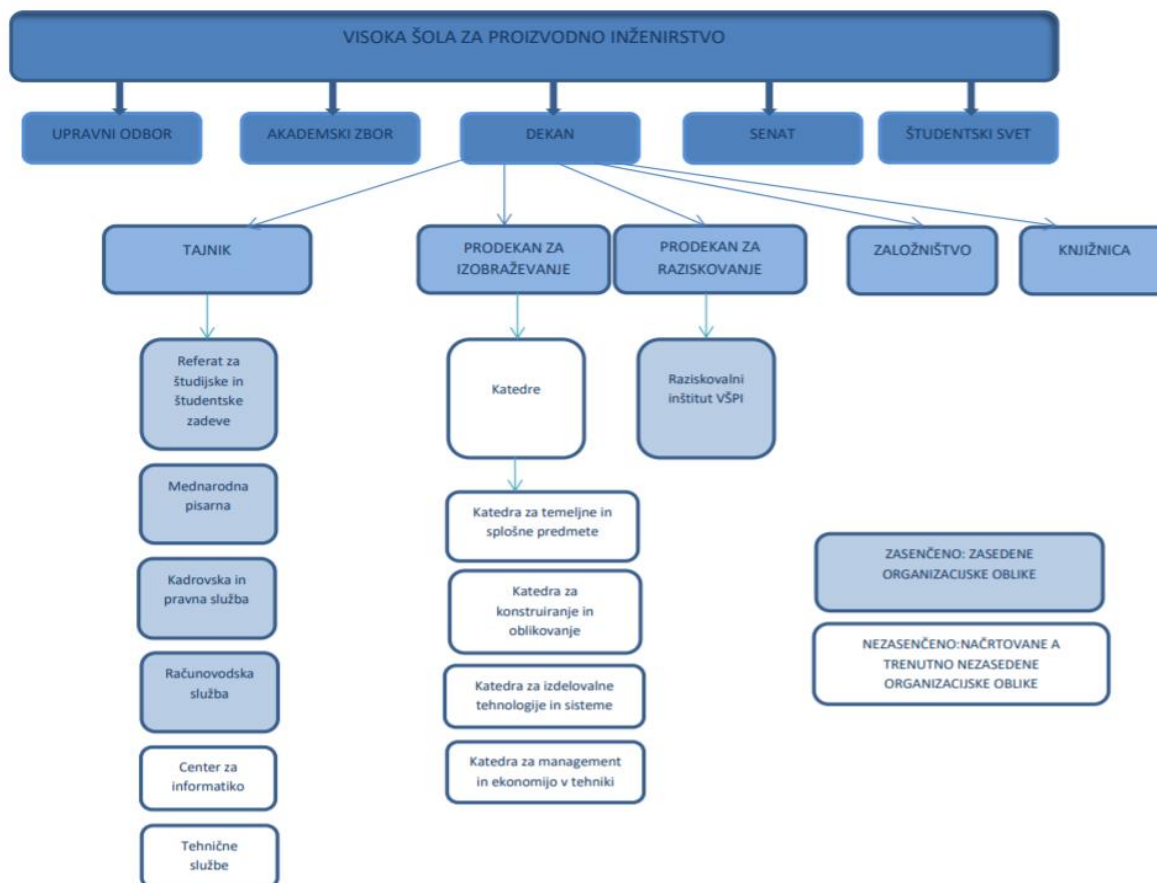 VISOKA ŠOLA ZA PROIZVODNO INŽENIRSTVO
UPRAVNI ODBOR
AKADEMSKI ZBOR
DEKAN
SENAT
ŠTUDENTSKI SVET
TAJNIK
PRODEKAN ZA
IZOBRAŽEVANJE
PRODEKAN ZA
RAZISKOVANJE
ZALOŽNIŠTVO
KNJIŽNICA
Referat za
študijske in
študentske
zadeve
Mednarodna
pisarna
Kadrovska in
pravna služba
Računovodska
služba
Center za
informatiko
Tehnične
službe
Katedre
Katedra za temeljne in
splošne predmete
Katedra za
konstruiranje in
oblikovanje
Katedra za izdelovalne
tehnologije in sisteme
Katedra za management
in ekonomijo v tehniki
Raziskovalni
inštitut VŠPI
ZASENČENO: ZASEDENE
ORGANIZACIJSKE OBLIKE
NEZASENČENO:NAČRTOVANE A
TRENUTNO NEZASEDENE
ORGANIZACIJSKE OBLIKE